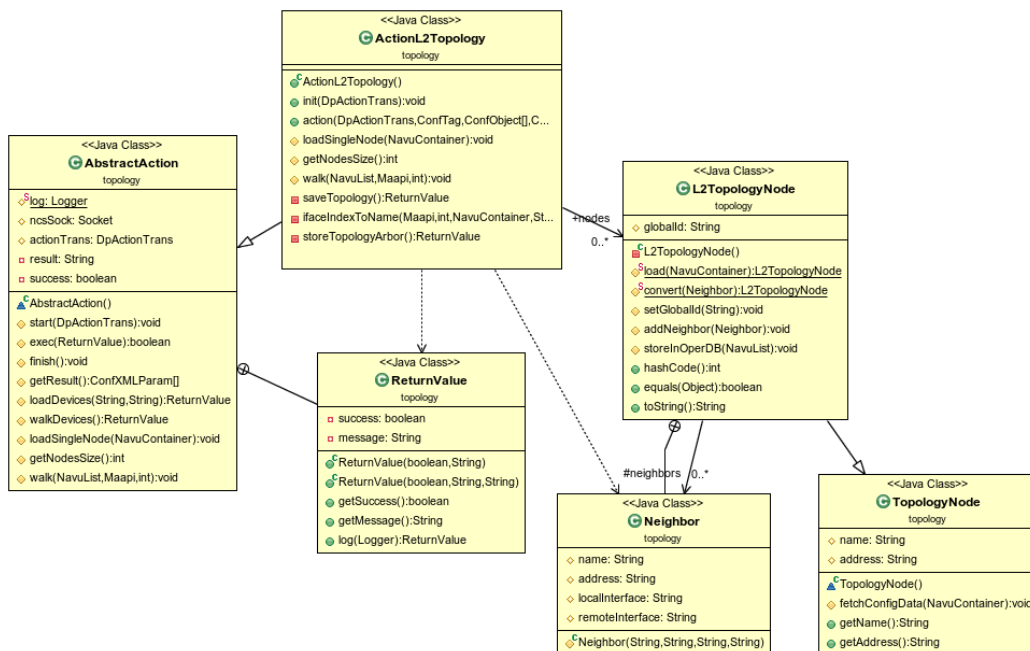 <<Java Class>>
ActionL2Topology
topology
ActionL2Topology()
init(DpActionTrans):void
action(DpActionTrans,ConfTag,ConfObject[],C...
loadSingleNode(NavuContainer):void
getNodesSize():int
walk(NavuList,Maapi,int):void
saveTopology():ReturnValue
ifaceIndexToName(Maapi,int,NavuContainer,St...
storeTopologyArbor():ReturnValue
<<Java Class>>
AbstractAction
topology
log: Logger
ncsSock: Socket
actionTrans: DpActionTrans
result: String
success: boolean
AbstractAction()
start(DpActionTrans):void
exec(ReturnValue):boolean
finish():void
getResult():ConfXMLParam[]
loadDevices(String,String):ReturnValue
walkDevices():ReturnValue
loadSingleNode(NavuContainer):void
getNodesSize():int
walk(NavuList,Maapi,int):void
+nodes
0..*
<<Java Class>>
L2TopologyNode
topology
globalId: String
L2TopologyNode()
load(NavuContainer):L2TopologyNode
convert(Neighbor):L2TopologyNode
setGlobalId(String):void
addNeighbor(Neighbor):void
storeInOperDB(NavuList):void
hashCode():int
equals(Object):boolean
toString():String
<<Java Class>>
ReturnValue
topology
success: boolean
message: String
ReturnValue(boolean,String)
ReturnValue(boolean,String,String)
getSuccess():boolean
getMessage():String
log(Logger):ReturnValue
#neighbors
0..*
<<Java Class>>
Neighbor
topology
name: String
address: String
localInterface: String
remoteInterface: String
Neighbor(String,String,String,String)
<<Java Class>>
TopologyNode
topology
name: String
address: String
TopologyNode()
fetchConfigData(NavuContainer):void
getName():String
getAddress():String